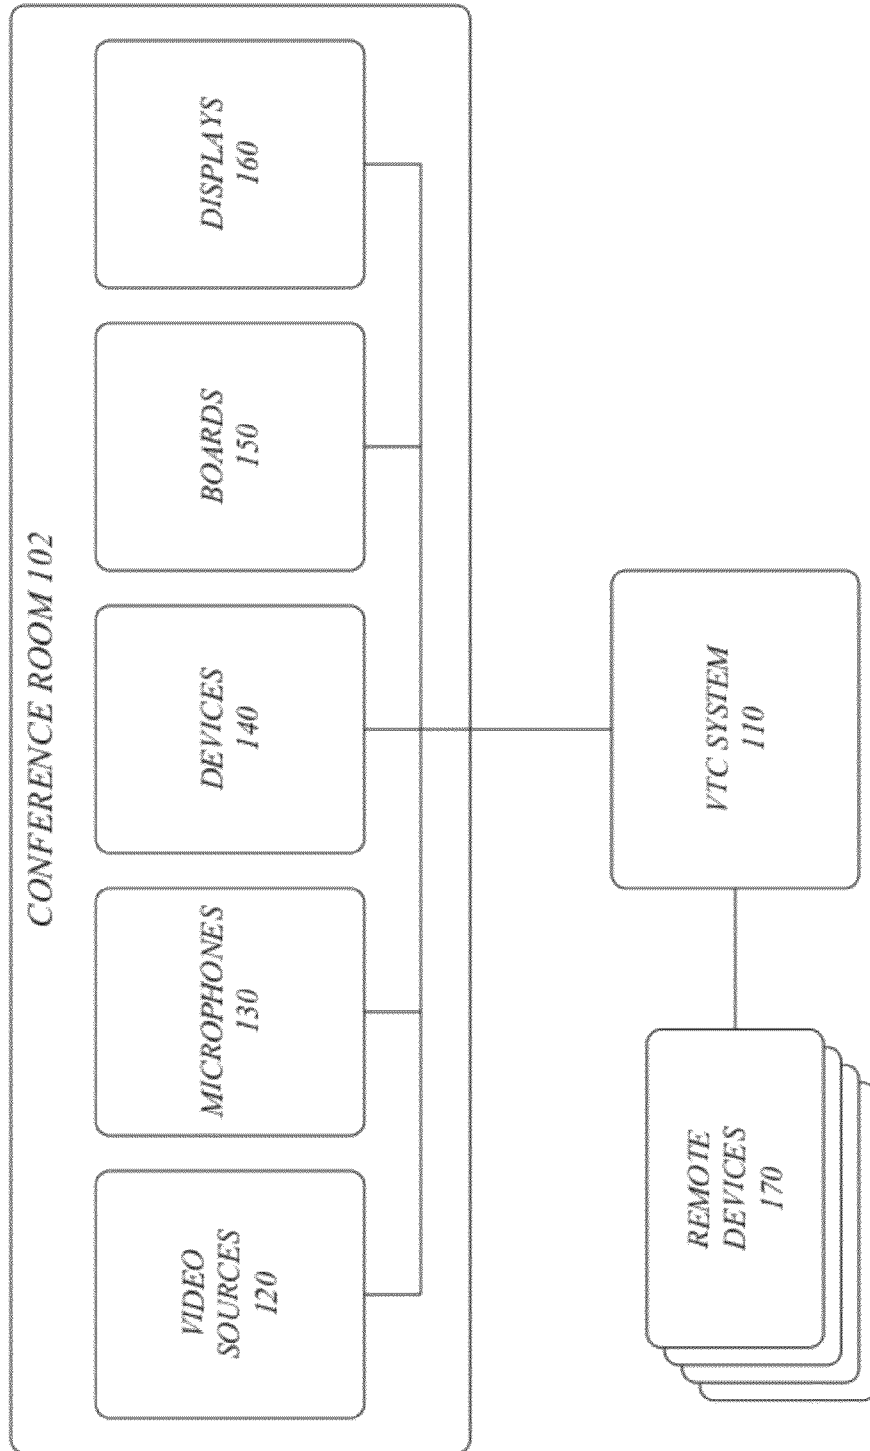 CONFERENCE ROOM 102
VIDEO
SOURCES
120
MICROPHONES
130
DEVICES
140
BOARDS
150
DISPLAYS
160
REMOTE
DEVICES
170
VTC SYSTEM
110